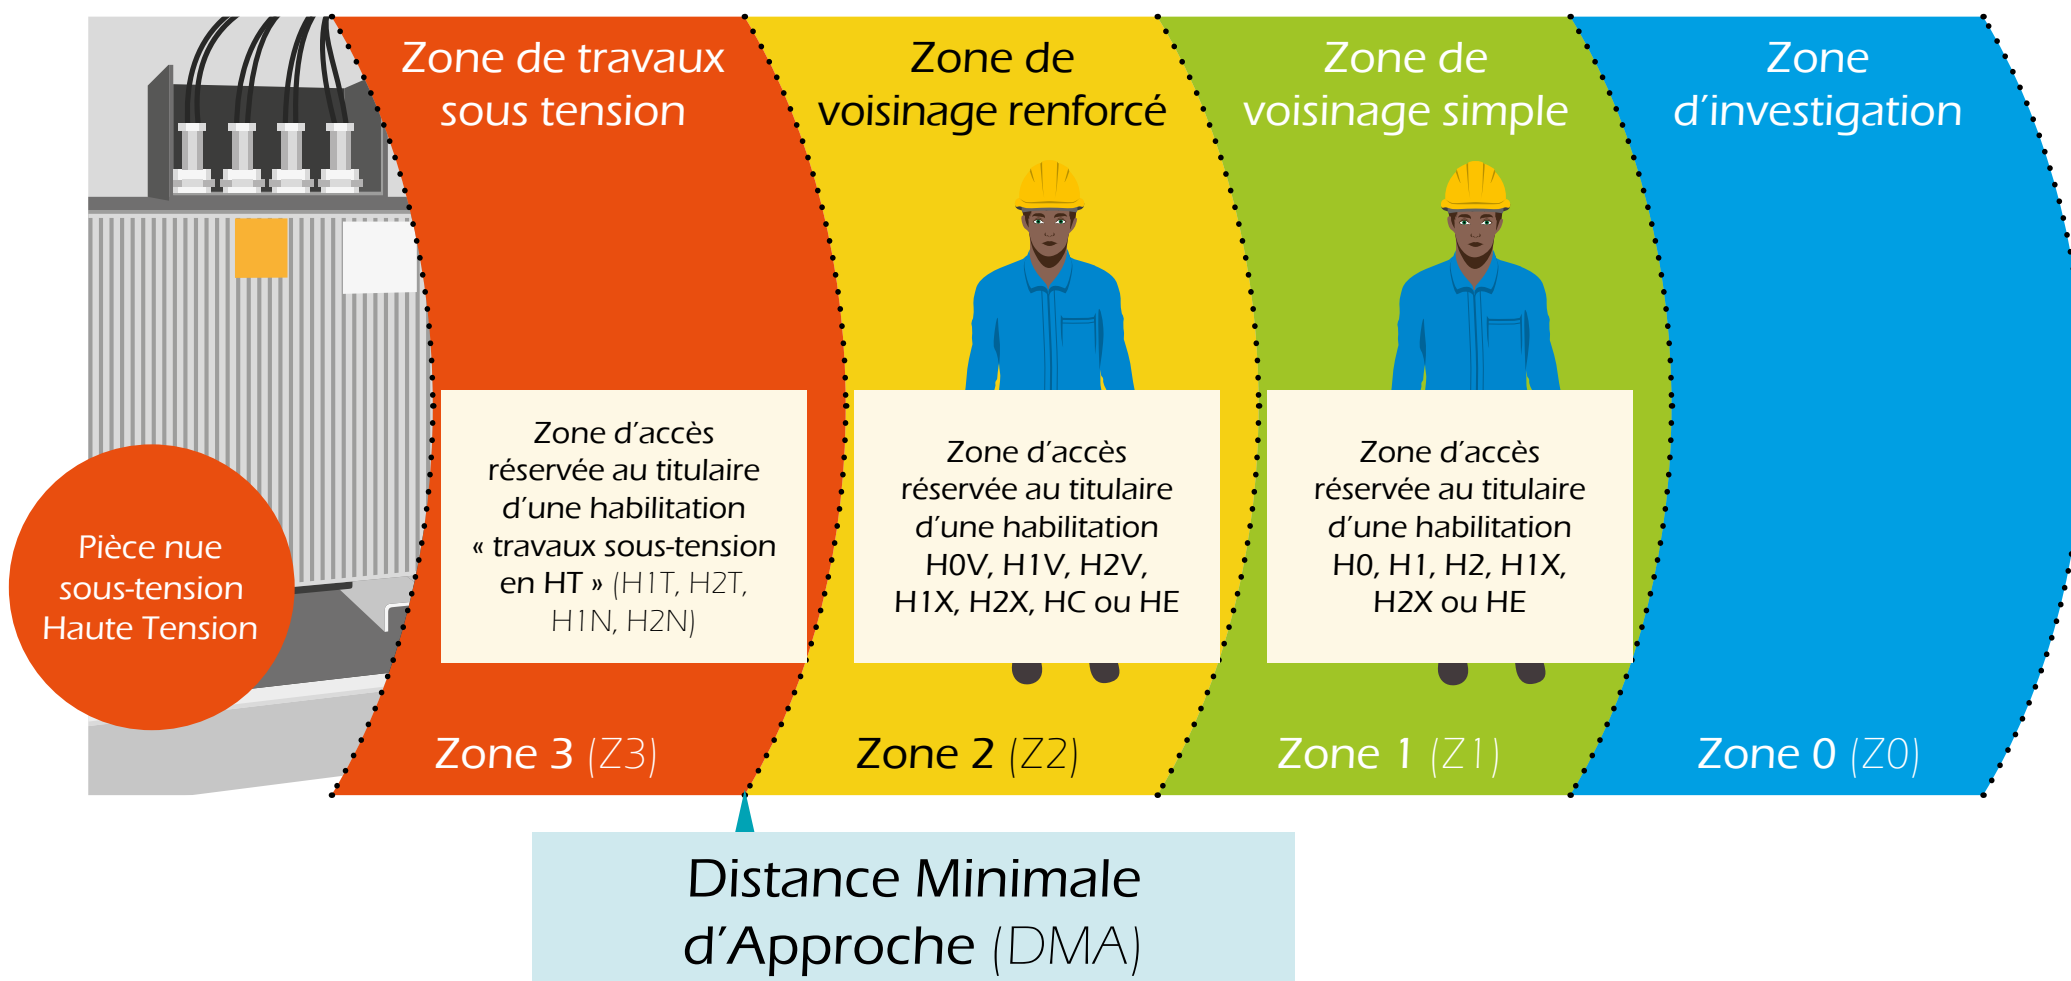 Zone de travaux
sous tension
Zone de
voisinage renforcé
Zone de
voisinage simple
Zone
d'investigation
Pièce nue
sous-tension
Haute Tension
Zone d'accès
réservée au titulaire
d'une habilitation
« travaux sous-tension
en HT » (H1T, H2T,
H1N, H2N)
Zone d'accès
réservée au titulaire
d'une habilitation
H0V, H1V, H2V,
H1X, H2X, HC ou HE
Zone d'accès
réservée au titulaire
d'une habilitation
H0, H1, H2, H1X,
H2X ou HE
Zone 3 (Z3)
Zone 2 (Z2)
Zone 1 (Z1)
Zone 0 (Z0)
Distance Minimale
d'Approche (DMA)